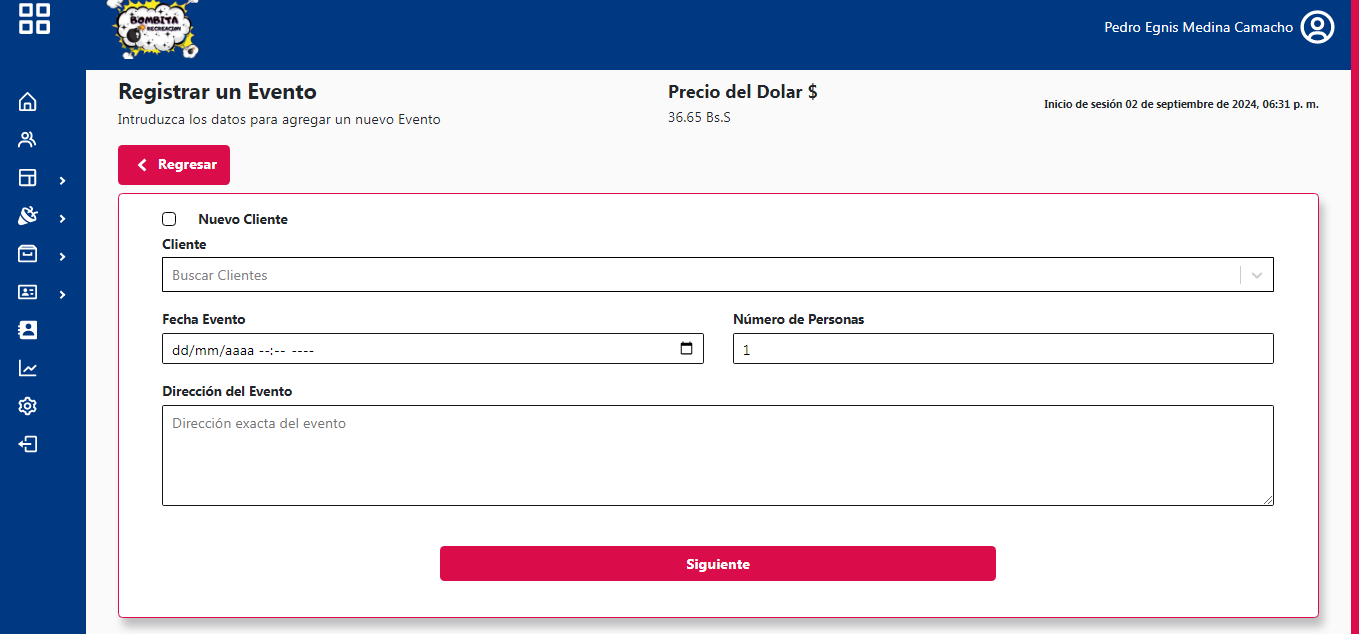 BOMBITA
RECREACION
Pedro Egnis Medina Camacho
Registrar un Evento
Intruduzca los datos para agregar un nuevo Evento
Precio del Dolar $
36.65 Bs.S
Inicio de sesión 02 de septiembre de 2024, 06:31 p. m.
Regresar
Nuevo Cliente
Cliente
Buscar Clientes
Fecha Evento
dd/mm/aaaa --:-- ----
Número de Personas
1
Dirección del Evento
Dirección exacta del evento
Siguiente